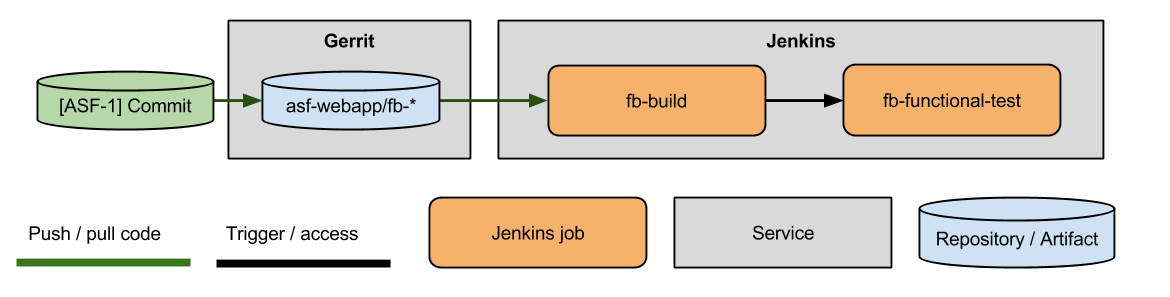 Gerrit
Jenkins
[ASF-1] Commit
asf-webapp/fb-*
fb-build
fb-functional-test
Push / pull code
Trigger / access
Jenkins job
Service
Repository / Artifact